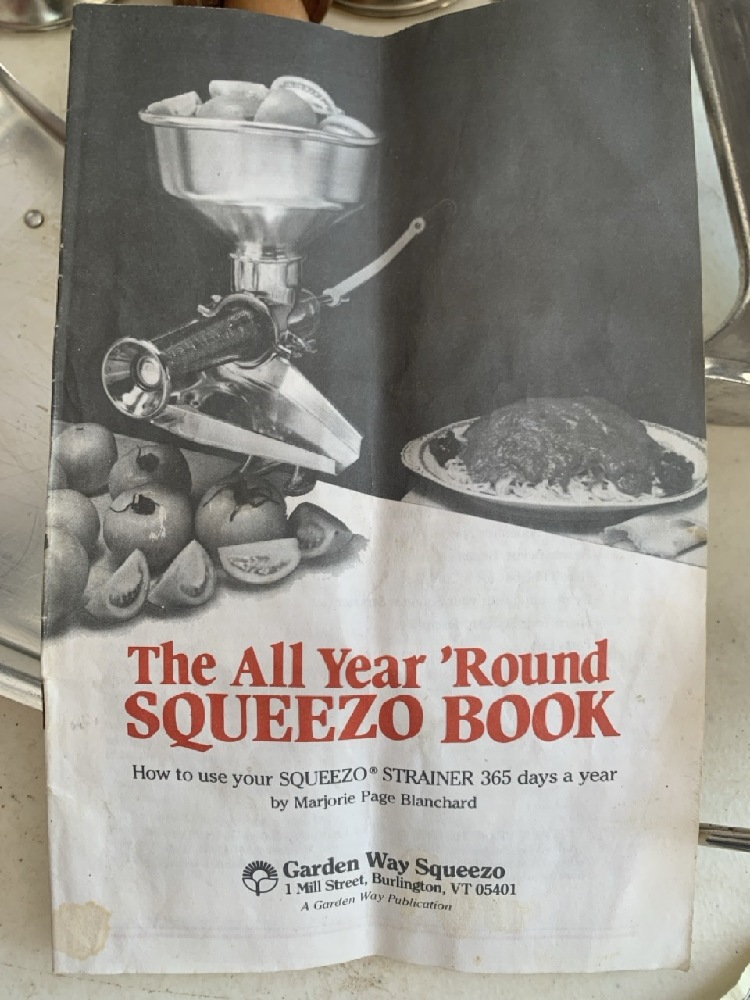 The All Year 'Round
SQUEEZO BOOK
How to use your SQUEEZO® STRAINER 365 days a year
by Marjorie Page Blanchard
Garden Way Squeezo
1 Mill Street, Burlington, VT 05401
A Garden Way Publication